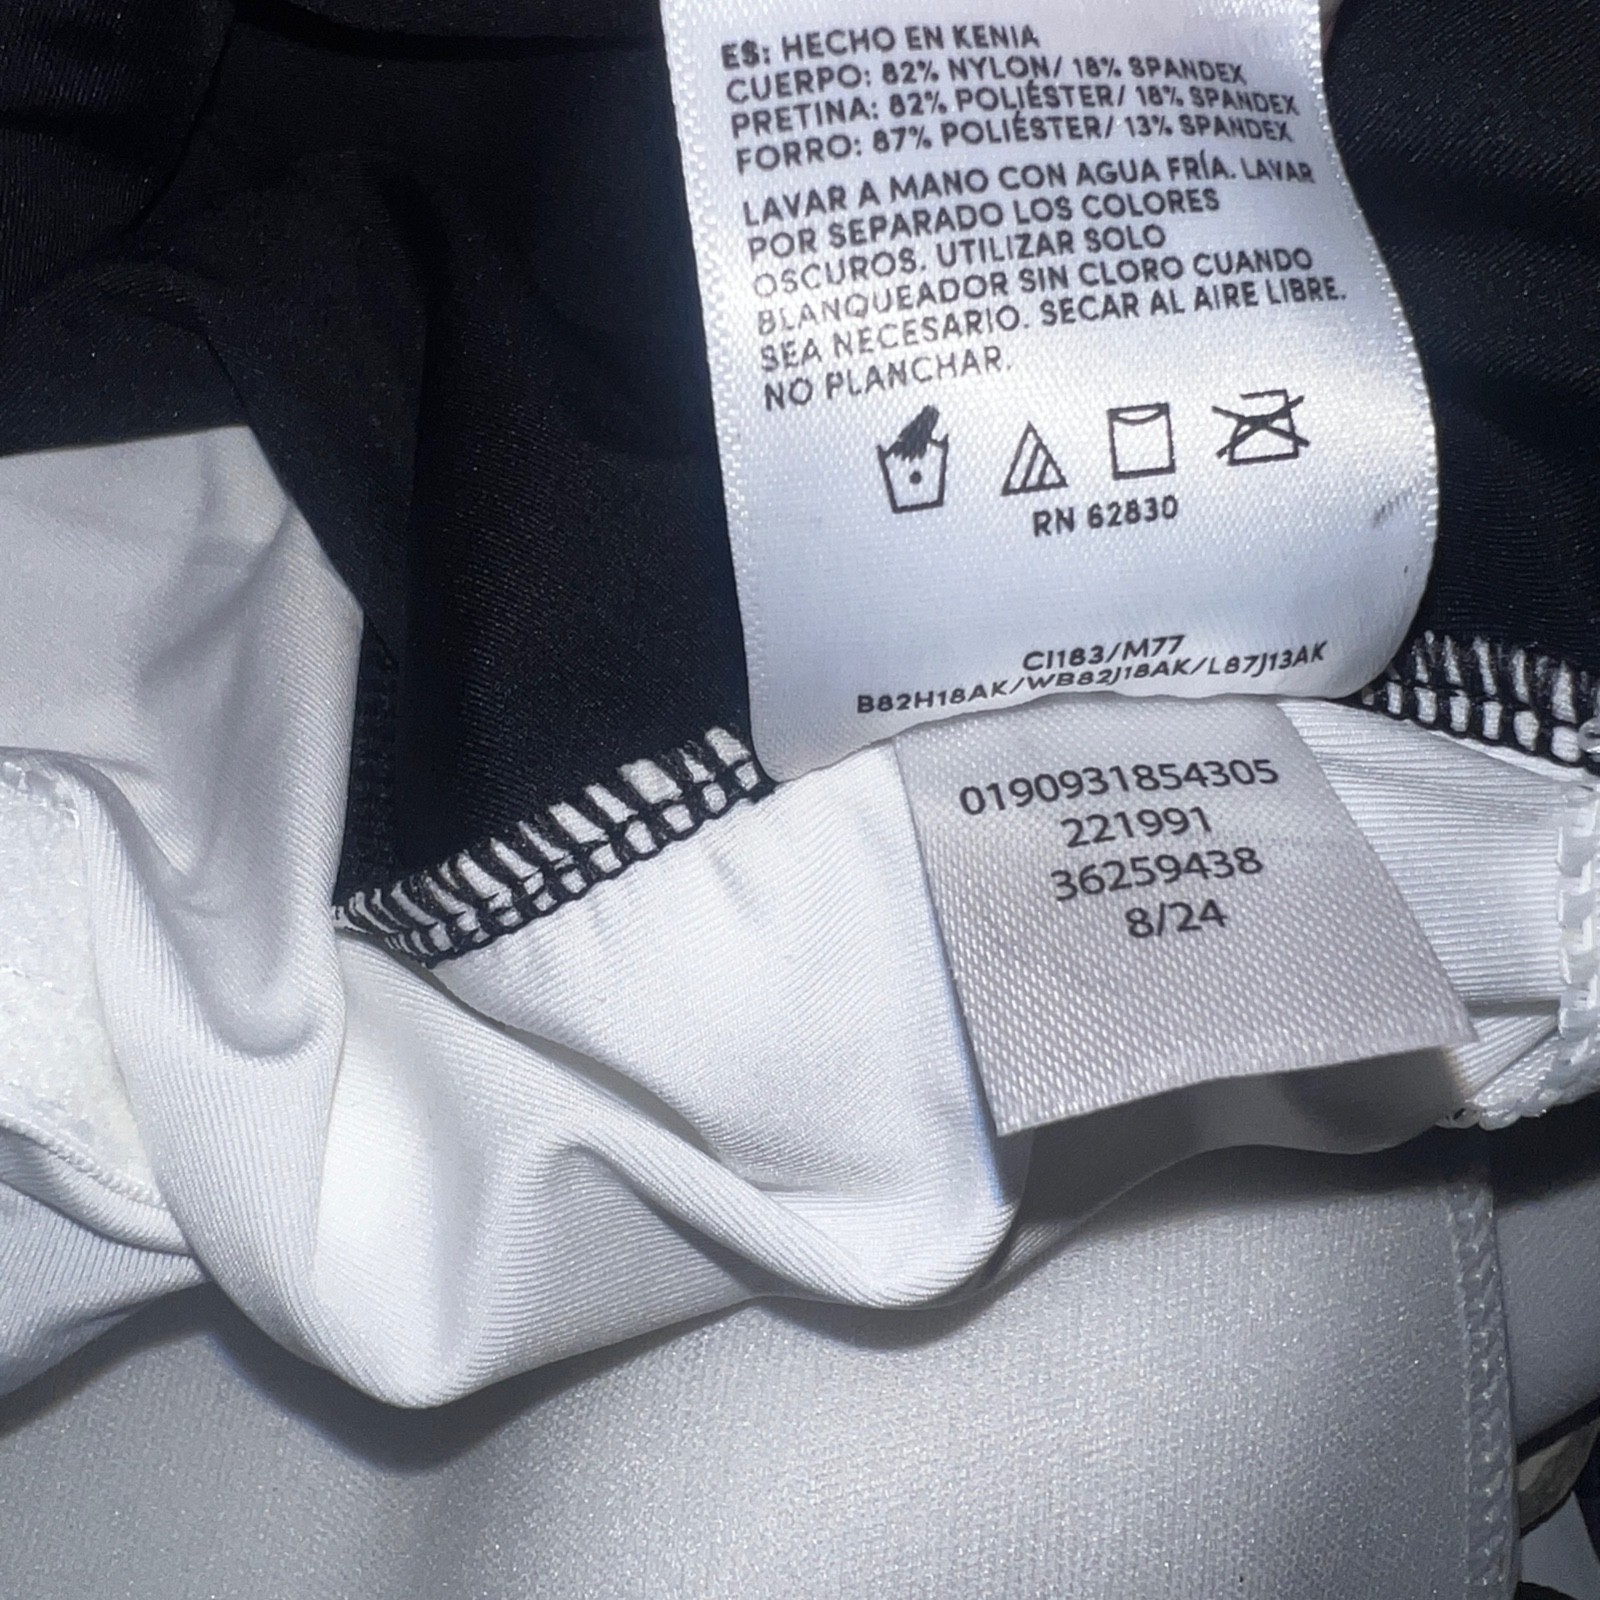 ES: HECHO EN KENIA
CUERPO: 82% NYLON/ 18% SPANDEX
PRETINA: 82% POLIÉSTER/ 18% SPANDEX
FORRO: 87% POLIÉSTER/ 13% SPANDEX
LAVAR A MANO CON AGUA FRÍA. LAVAR
POR SEPARADO LOS COLORES
OSCUROS. UTILIZAR SOLO
BLANQUEADOR SIN CLORO CUANDO
SEA NECESARIO. SECAR AL AIRE LIBRE.
NO PLANCHAR.
RN 62830
CI183/M77
B82H18AK/WB82J18AK/L87J13AK
0190931854305
221991
36259438
8/24